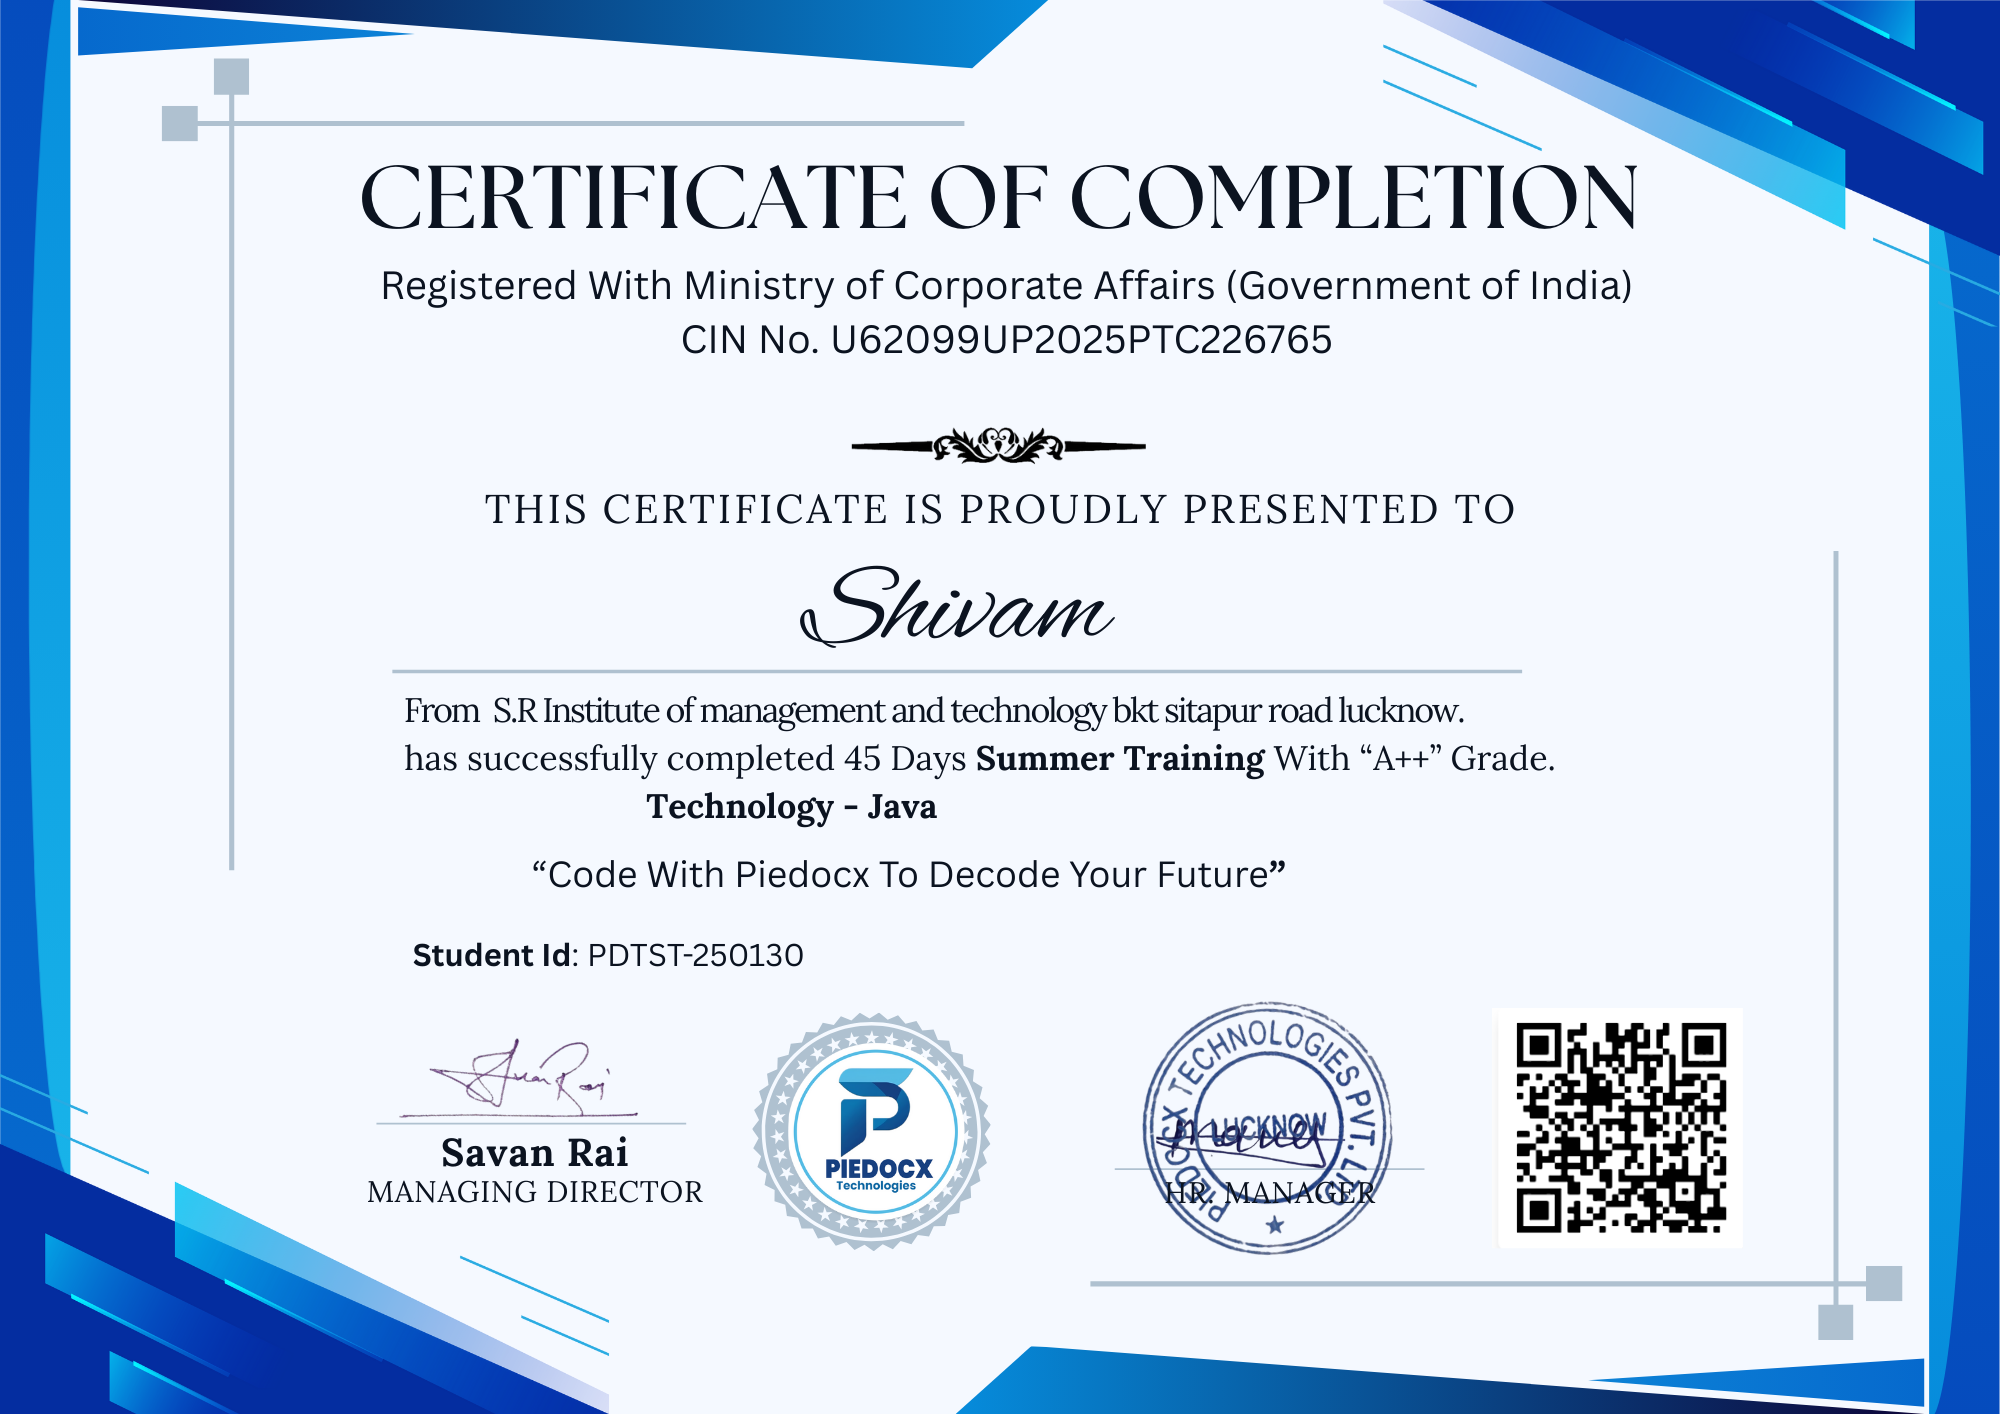 CERTIFICATE OF COMPLETION
Registered With Ministry of Corporate Affairs (Government of India)
CIN No. U62099UP2025PTC226765
THIS CERTIFICATE IS PROUDLY PRESENTED TO
Shivam
From S.R Institute of management and technology bkt sitapur road lucknow.
has successfully completed 45 Days Summer Training With “A++” Grade.
Technology - Java
“Code With Piedocx To Decode Your Future”
Student Id: PDTST-250130
Savan Rai
MANAGING DIRECTOR
PIEDOCX
Technologies
PIEDOCX TECHNOLOGIES PVT. LTD
LUCKNOW
HR. MANAGER